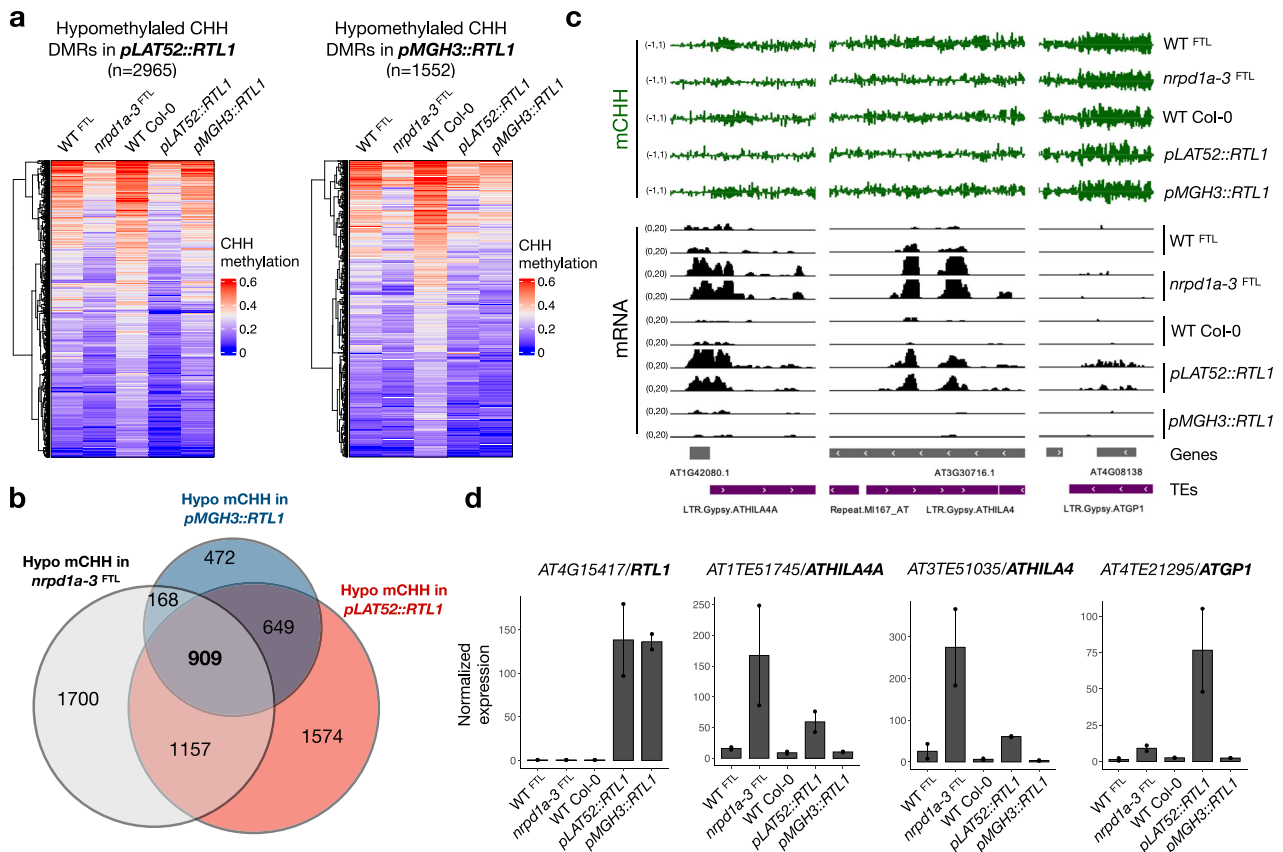 a
Hypomethylaled CHH
DMRs in pLAT52::RTL1
(n=2965)
WT FTL
nrpd1a-3 FTL
WT Col-0
pLAT52::RTL1
pMGH3::RTL1
CHH
methylation
0.6
0.4
0.2
0
Hypomethylated CHH
DMRs in pMGH3::RTL1
(n=1552)
WT FTL
nrpd1a-3 FTL
WT Col-0
pLAT52::RTL1
pMGH3::RTL1
CHH
methylation
0.6
0.4
0.2
0
b
Hypo mCHH in
pMGH3::RTL1
Hypo mCHH in
nrpd1a-3 FTL
Hypo mCHH in
pLAT52::RTL1
472
168
649
909
1700
1157
1574
c
mCHH
(-1,1)
WT FTL
(-1,1)
nrpd1a-3 FTL
(-1,1)
WT Col-0
(-1,1)
pLAT52::RTL1
(-1,1)
pMGH3::RTL1
mRNA
(0,20)
(0,20)
WT FTL
(0,20)
(0,20)
nrpd1a-3 FTL
(0,20)
(0,20)
WT Col-0
(0,20)
(0,20)
pLAT52::RTL1
(0,20)
(0,20)
pMGH3::RTL1
Genes
AT1G42080.1 AT3G30716.1 AT4G08138
TEs
LTR.Gypsy.ATHILA4A Repeat.MI167_AT LTR.Gypsy.ATHILA4 LTR.Gypsy.ATGP1
d
Normalized
expression
AT4G15417/RTL1
150
100
50
0
WT FTL
nrpd1a-3 FTL
WT Col-0
pLAT52::RTL1
pMGH3::RTL1
AT1TE51745/ATHILA4A
250
200
150
100
50
0
WT FTL
nrpd1a-3 FTL
WT Col-0
pLAT52::RTL1
pMGH3::RTL1
AT3TE51035/ATHILA4
300
200
100
0
WT FTL
nrpd1a-3 FTL
WT Col-0
pLAT52::RTL1
pMGH3::RTL1
AT4TE21295/ATGP1
100
75
50
25
0
WT FTL
nrpd1a-3 FTL
WT Col-0
pLAT52::RTL1
pMGH3::RTL1